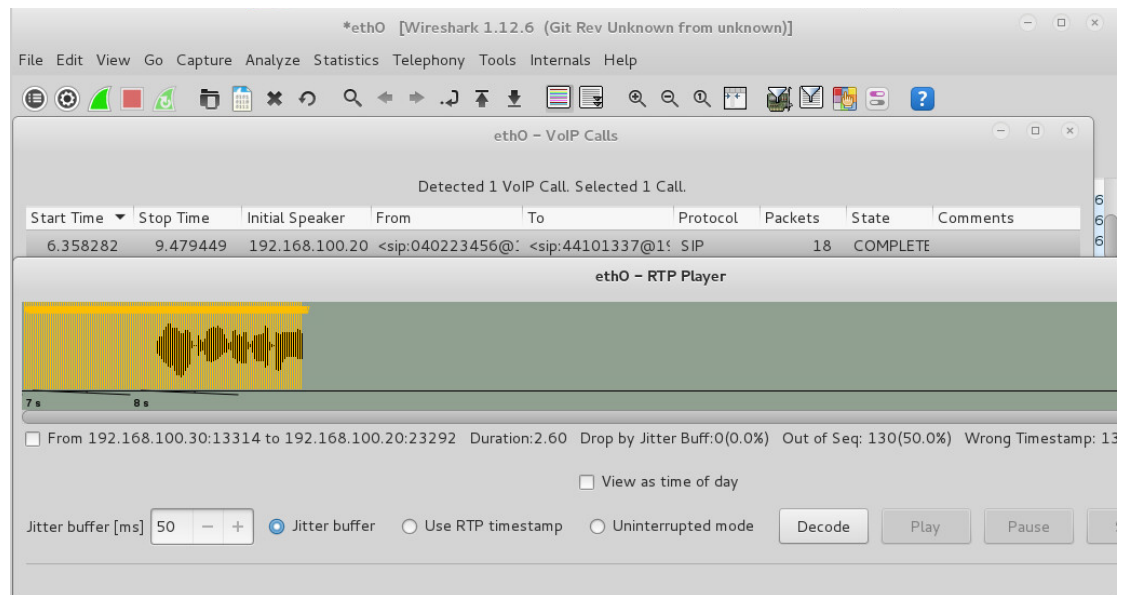 *ethO [Wireshark 1.12.6 (Git Rev Unknown from unknown)]
File Edit View Go Capture Analyze Statistics Telephony Tools Internals Help
ethO – VoIP Calls
Detected 1 VoIP Call. Selected 1 Call.
Start Time Stop Time Initial Speaker From To Protocol Packets State Comments
6.358282 9.479449 192.168.100.20 <sip:040223456@ <sip:44101337@ SIP 18 COMPLETE
ethO – RTP Player
7 s 8 s
From 192.168.100.30:13314 to 192.168.100.20:23292 Duration:2.60 Drop by Jitter Buff:0(0.0%) Out of Seq: 130(50.0%) Wrong Timestamp: 13
View as time of day
Jitter buffer [ms] 50 − + Jitter buffer Use RTP timestamp Uninterrupted mode Decode Play Pause